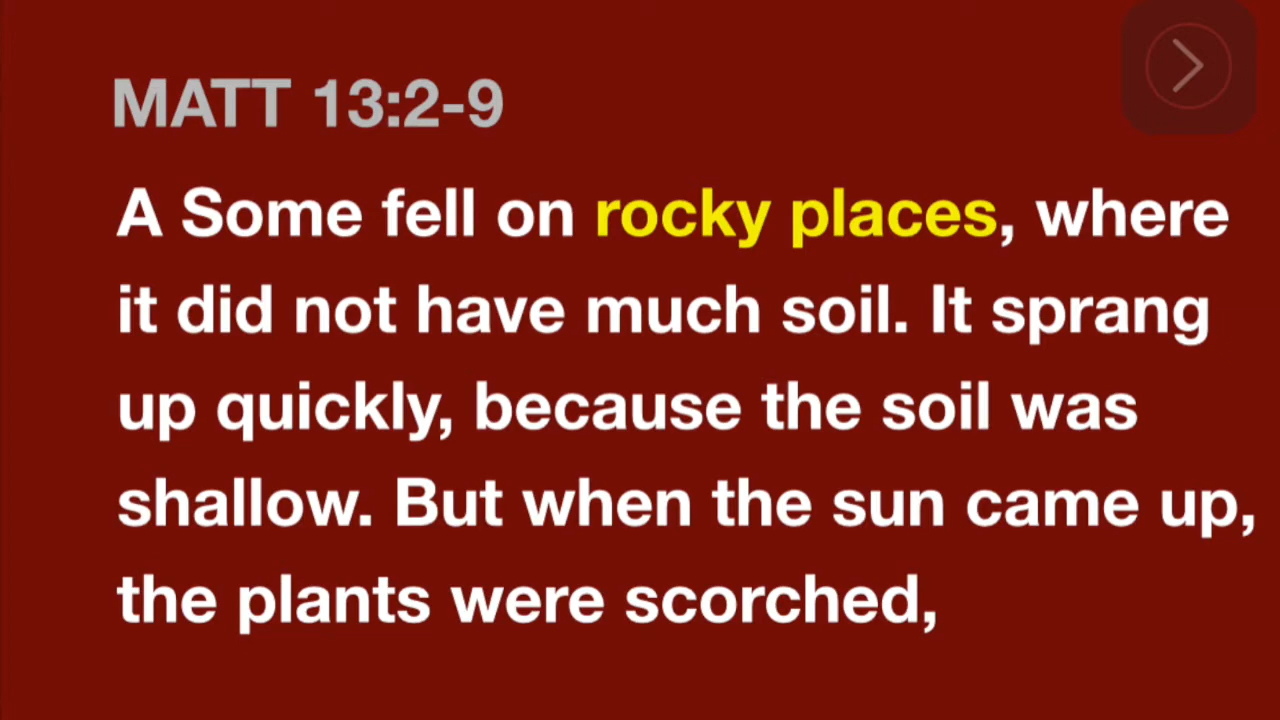 MATT 13:2-9
A Some fell on rocky places, where
it did not have much soil. It sprang
up quickly, because the soil was
shallow. But when the sun came up,
the plants were scorched,